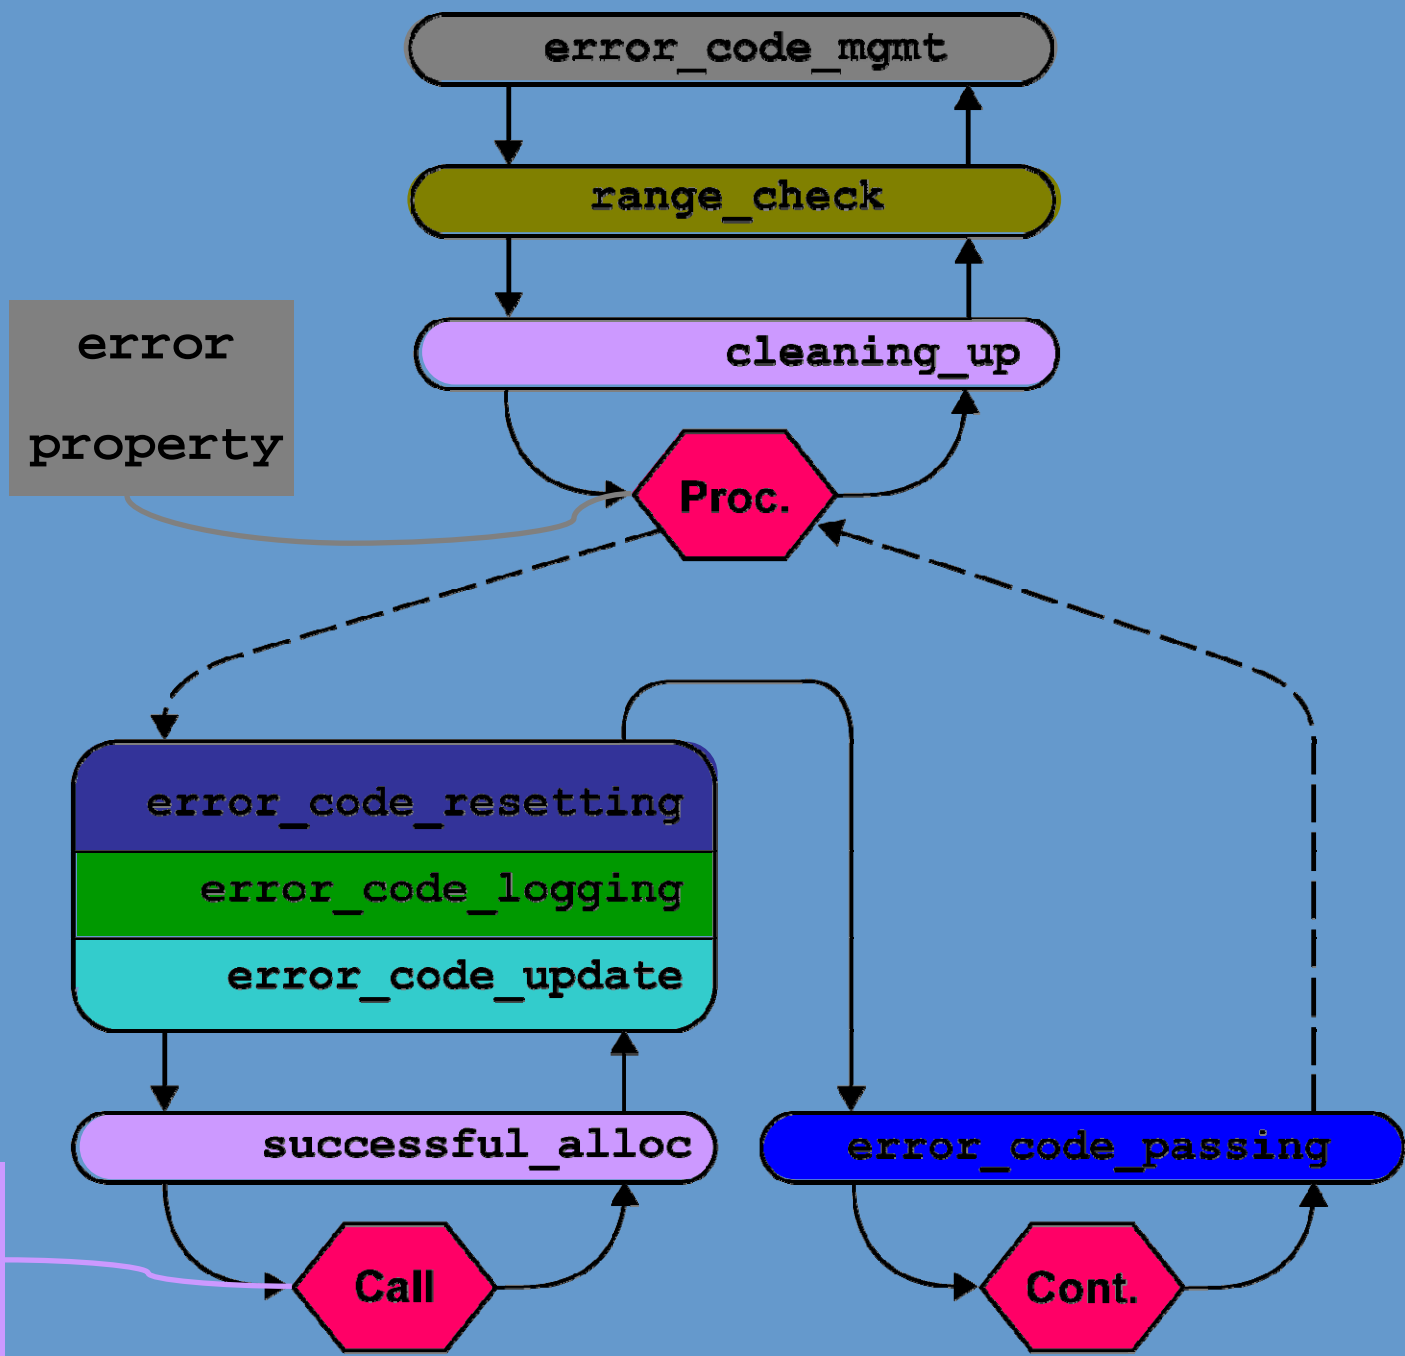 error_code_mgmt
range_check
cleaning_up
error
property
Proc.
error_code_resetting
error_code_logging
error_code_update
successful_alloc
error_code_passing
Call
Cont.